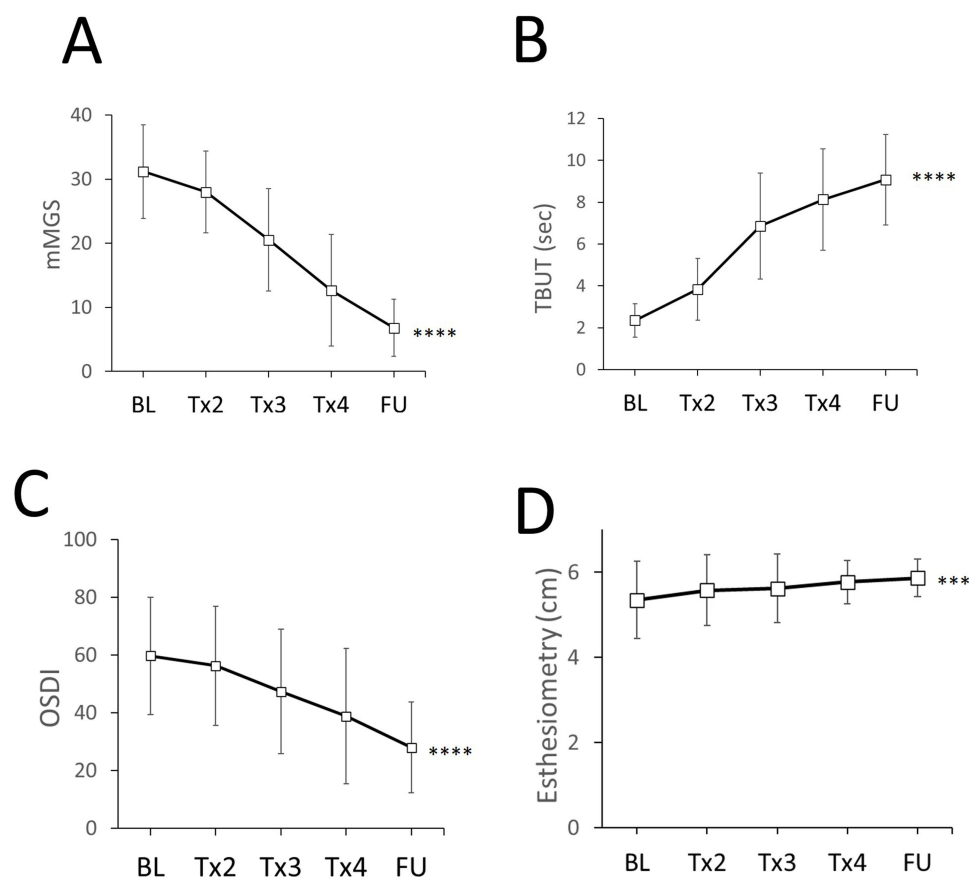 A
mMGS
40
30
20
10
0
BL Tx2 Tx3 Tx4 FU
****
B
TBUT (sec)
12
10
8
6
4
2
0
BL Tx2 Tx3 Tx4 FU
****
C
OSDI
100
80
60
40
20
0
BL Tx2 Tx3 Tx4 FU
****
D
Esthesiometry (cm)
6
4
2
0
BL Tx2 Tx3 Tx4 FU
***